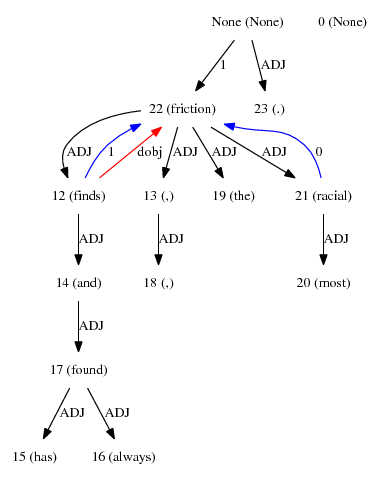 None (None) 0 (None)
1 ADJ
22 (friction) 23 (.)
ADJ 1 dobj ADJ ADJ ADJ 0
12 (finds) 13 (,) 19 (the) 21 (racial)
ADJ ADJ ADJ
14 (and) 18 (,) 20 (most)
ADJ
17 (found)
ADJ ADJ
15 (has) 16 (always)